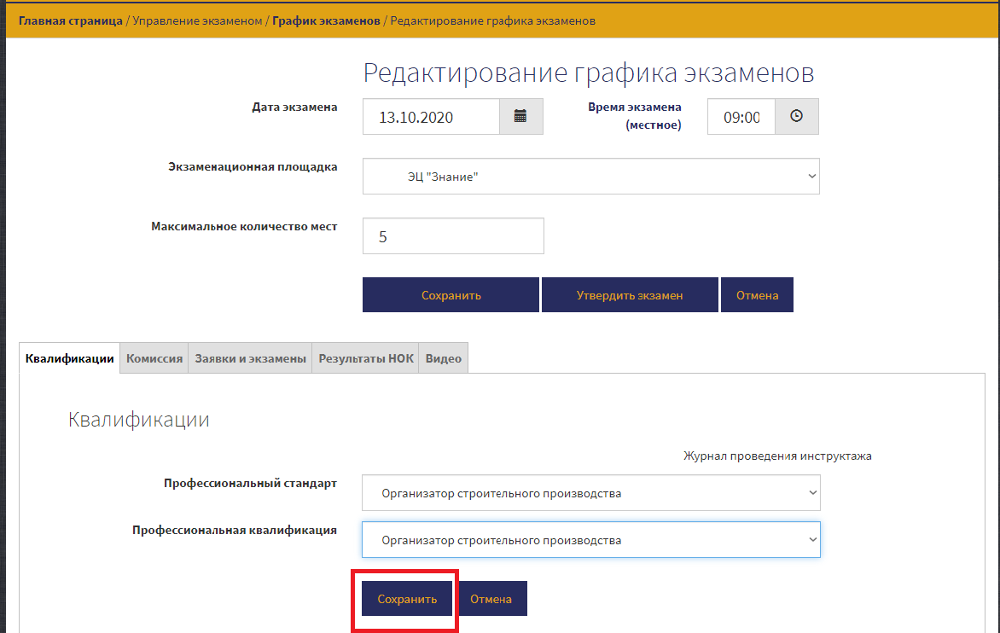 Главная страница / Управление экзаменом / График экзаменов / Редактирование графика экзаменов
Редактирование графика экзаменов
Дата экзамена
13.10.2020
Время экзамена
(местное)
09:00
Экзаменационная площадка
ЭЦ "Знание"
Максимальное количество мест
5
Сохранить
Утвердить экзамен
Отмена
Квалификации
Комиссия
Заявки и экзамены
Результаты НОК
Видео
Квалификации
Журнал проведения инструктажа
Профессиональный стандарт
Организатор строительного производства
Профессиональная квалификация
Организатор строительного производства
Сохранить
Отмена